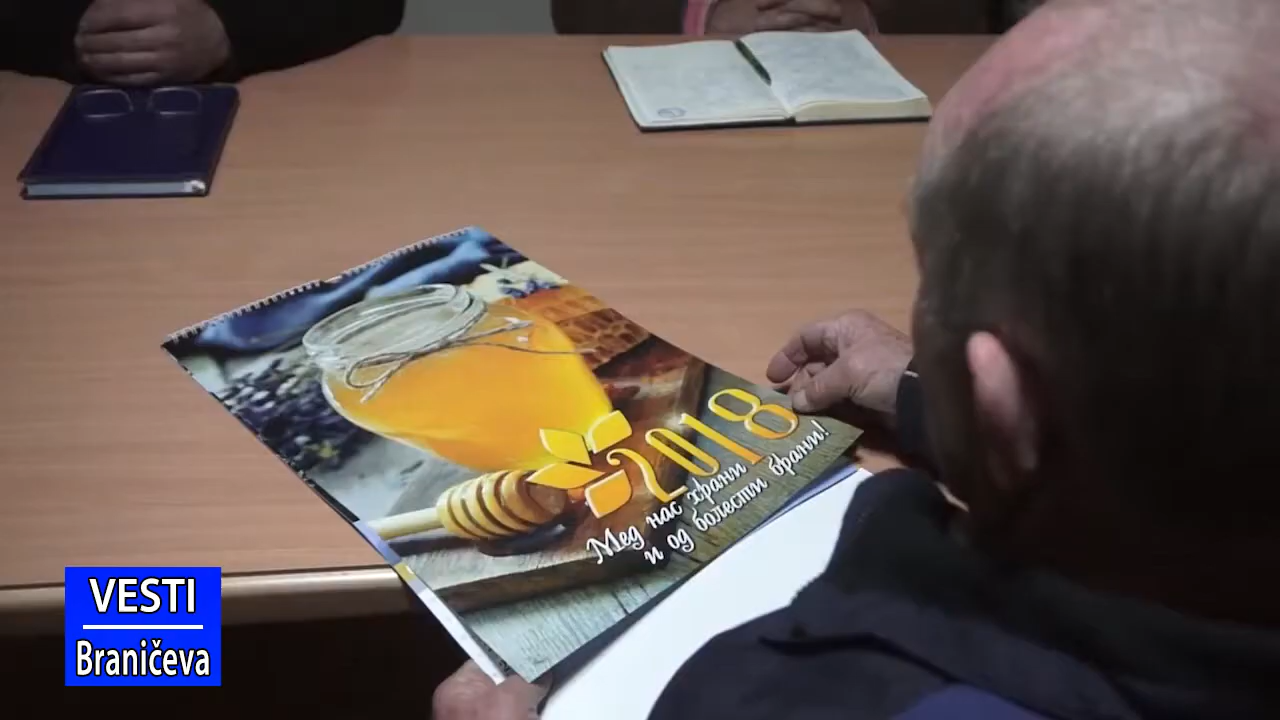 2018
Мед нас храни
и од болести брани!
VESTI
Braničeva